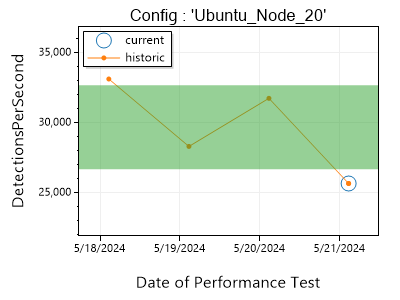 Config : 'Ubuntu_Node_20'
current
historic
35,000
30,000
25,000
DetectionsPerSecond
5/18/2024 5/19/2024 5/20/2024 5/21/2024
Date of Performance Test